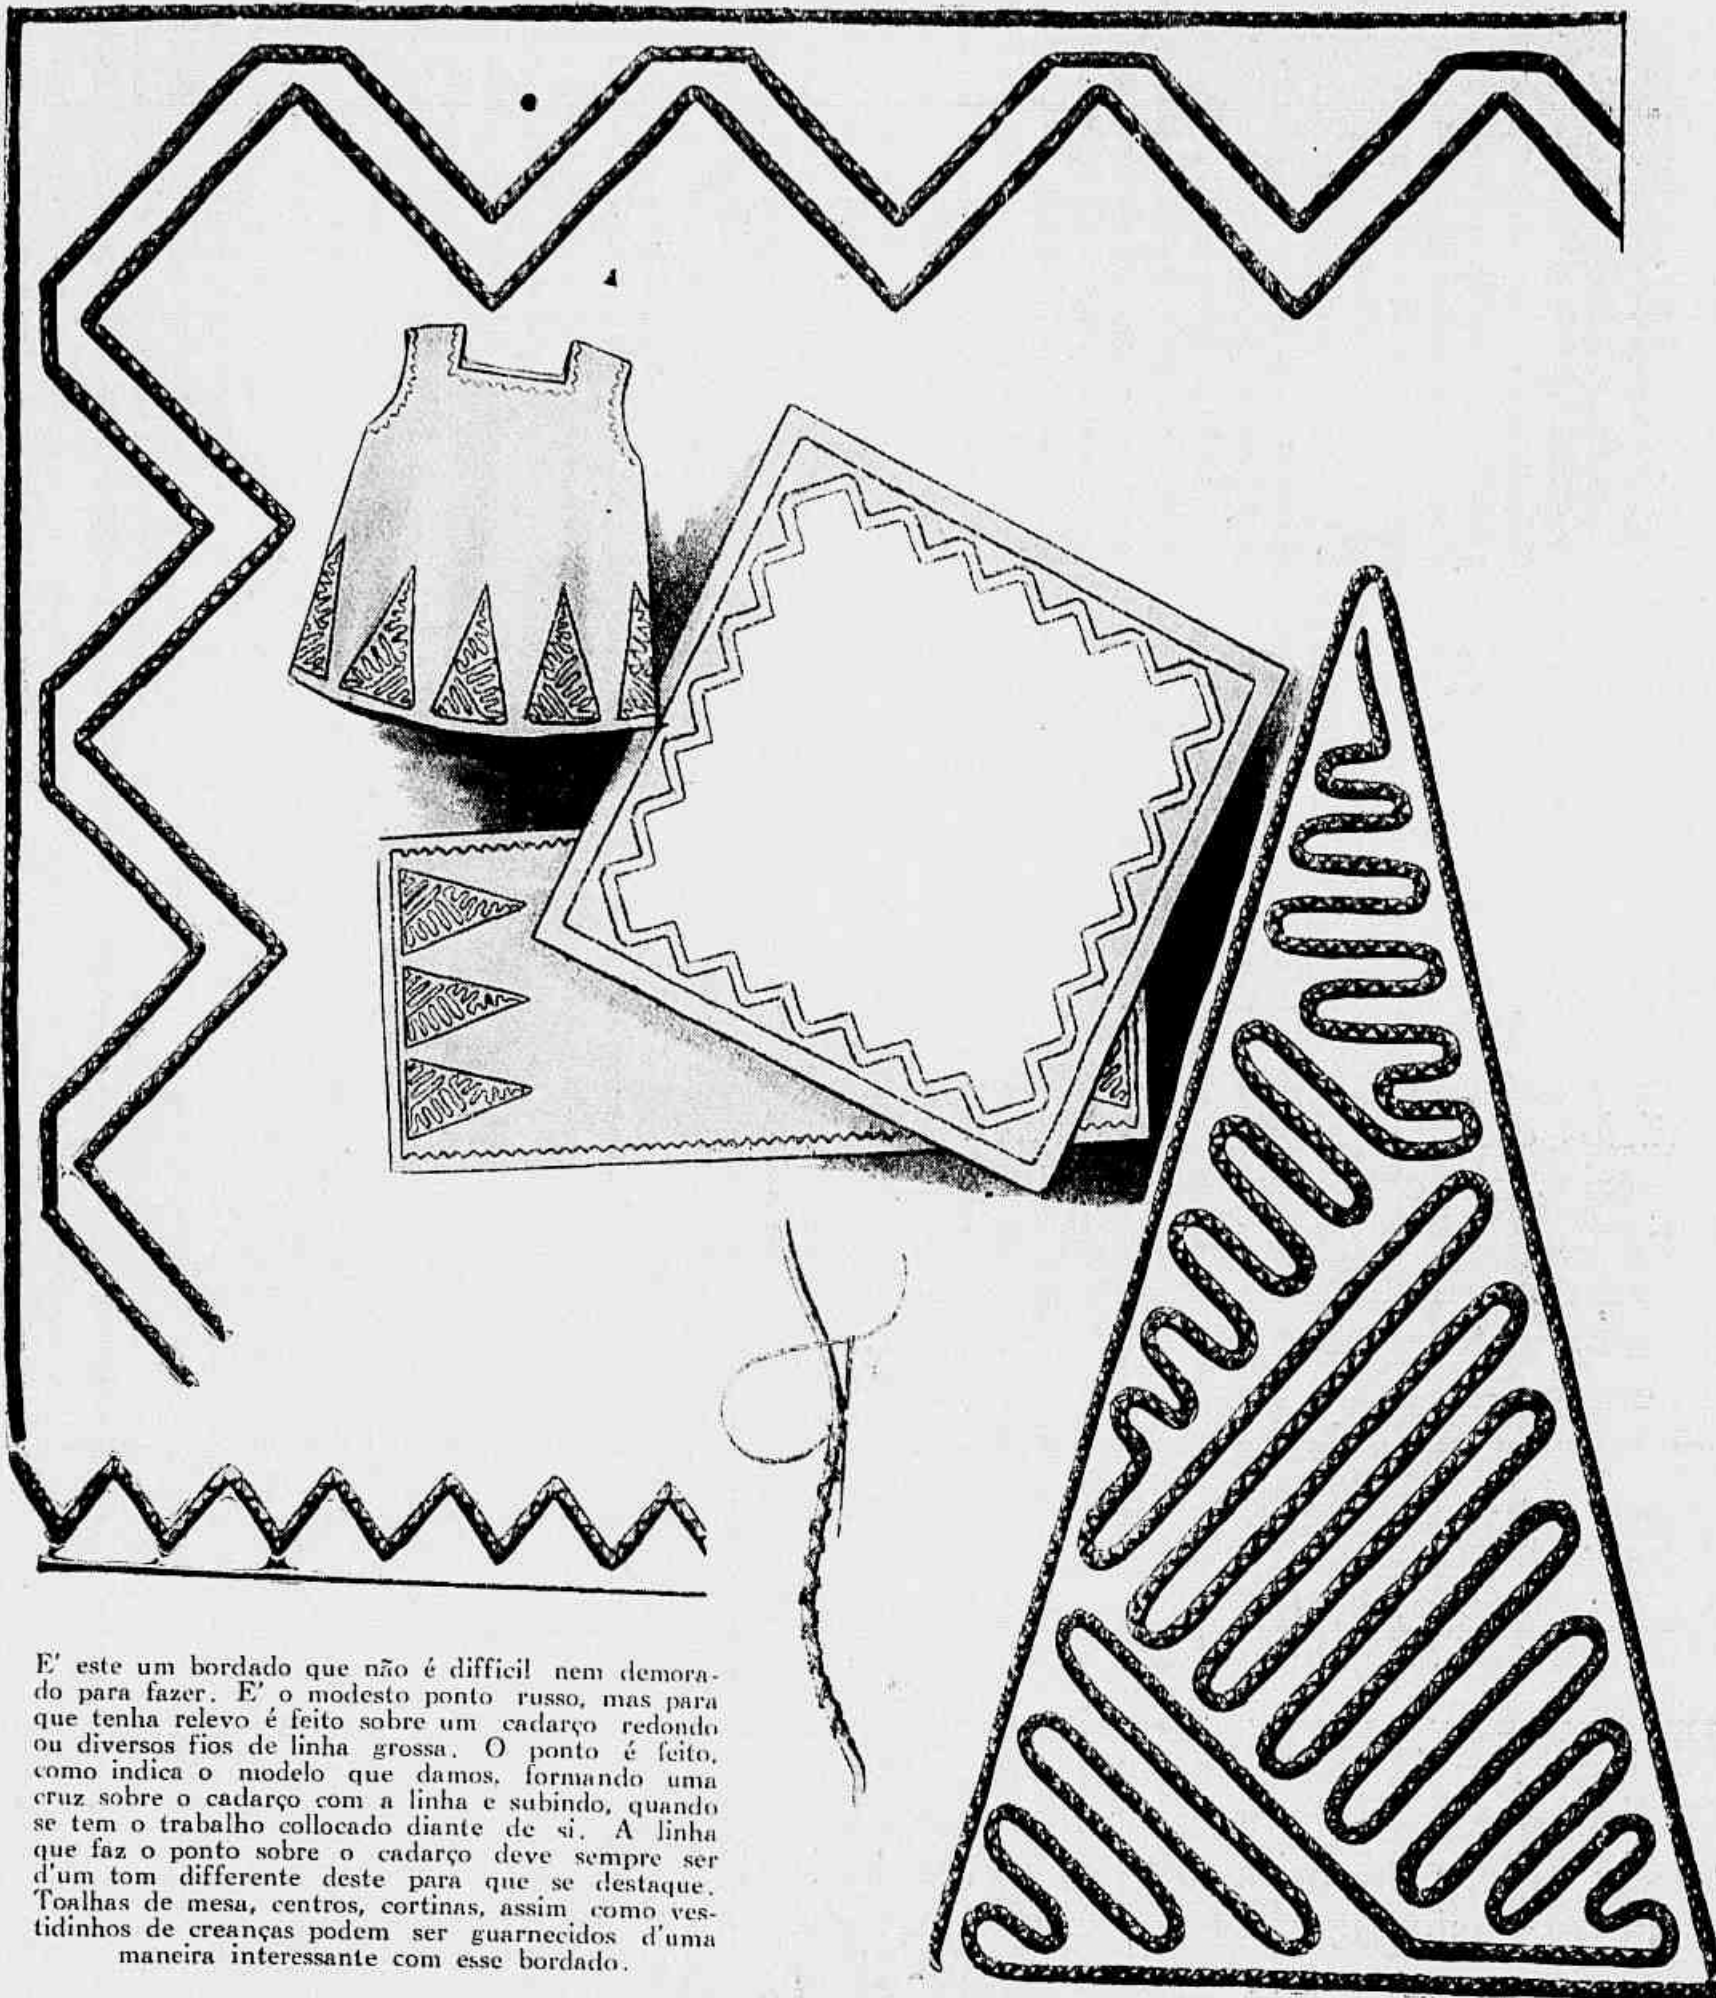 E' este um bordado que não é difficil nem demora-
do para fazer. E' o modesto ponto russo, mas para
que tenha relevo é feito sobre um cadarço redondo
ou diversos fios de linha grossa. O ponto é feito,
como indica o modelo que damos, formando uma
cruz sobre o cadarço com a linha e subindo, quando
se tem o trabalho collocado diante de si. A linha
que faz o ponto sobre o cadarço deve sempre ser
d'um tom differente deste para que se destaque.
Toalhas de mesa, centros, cortinas, assim como ves-
tidinhos de creanças podem ser guarnecidos d'uma
maneira interessante com esse bordado.